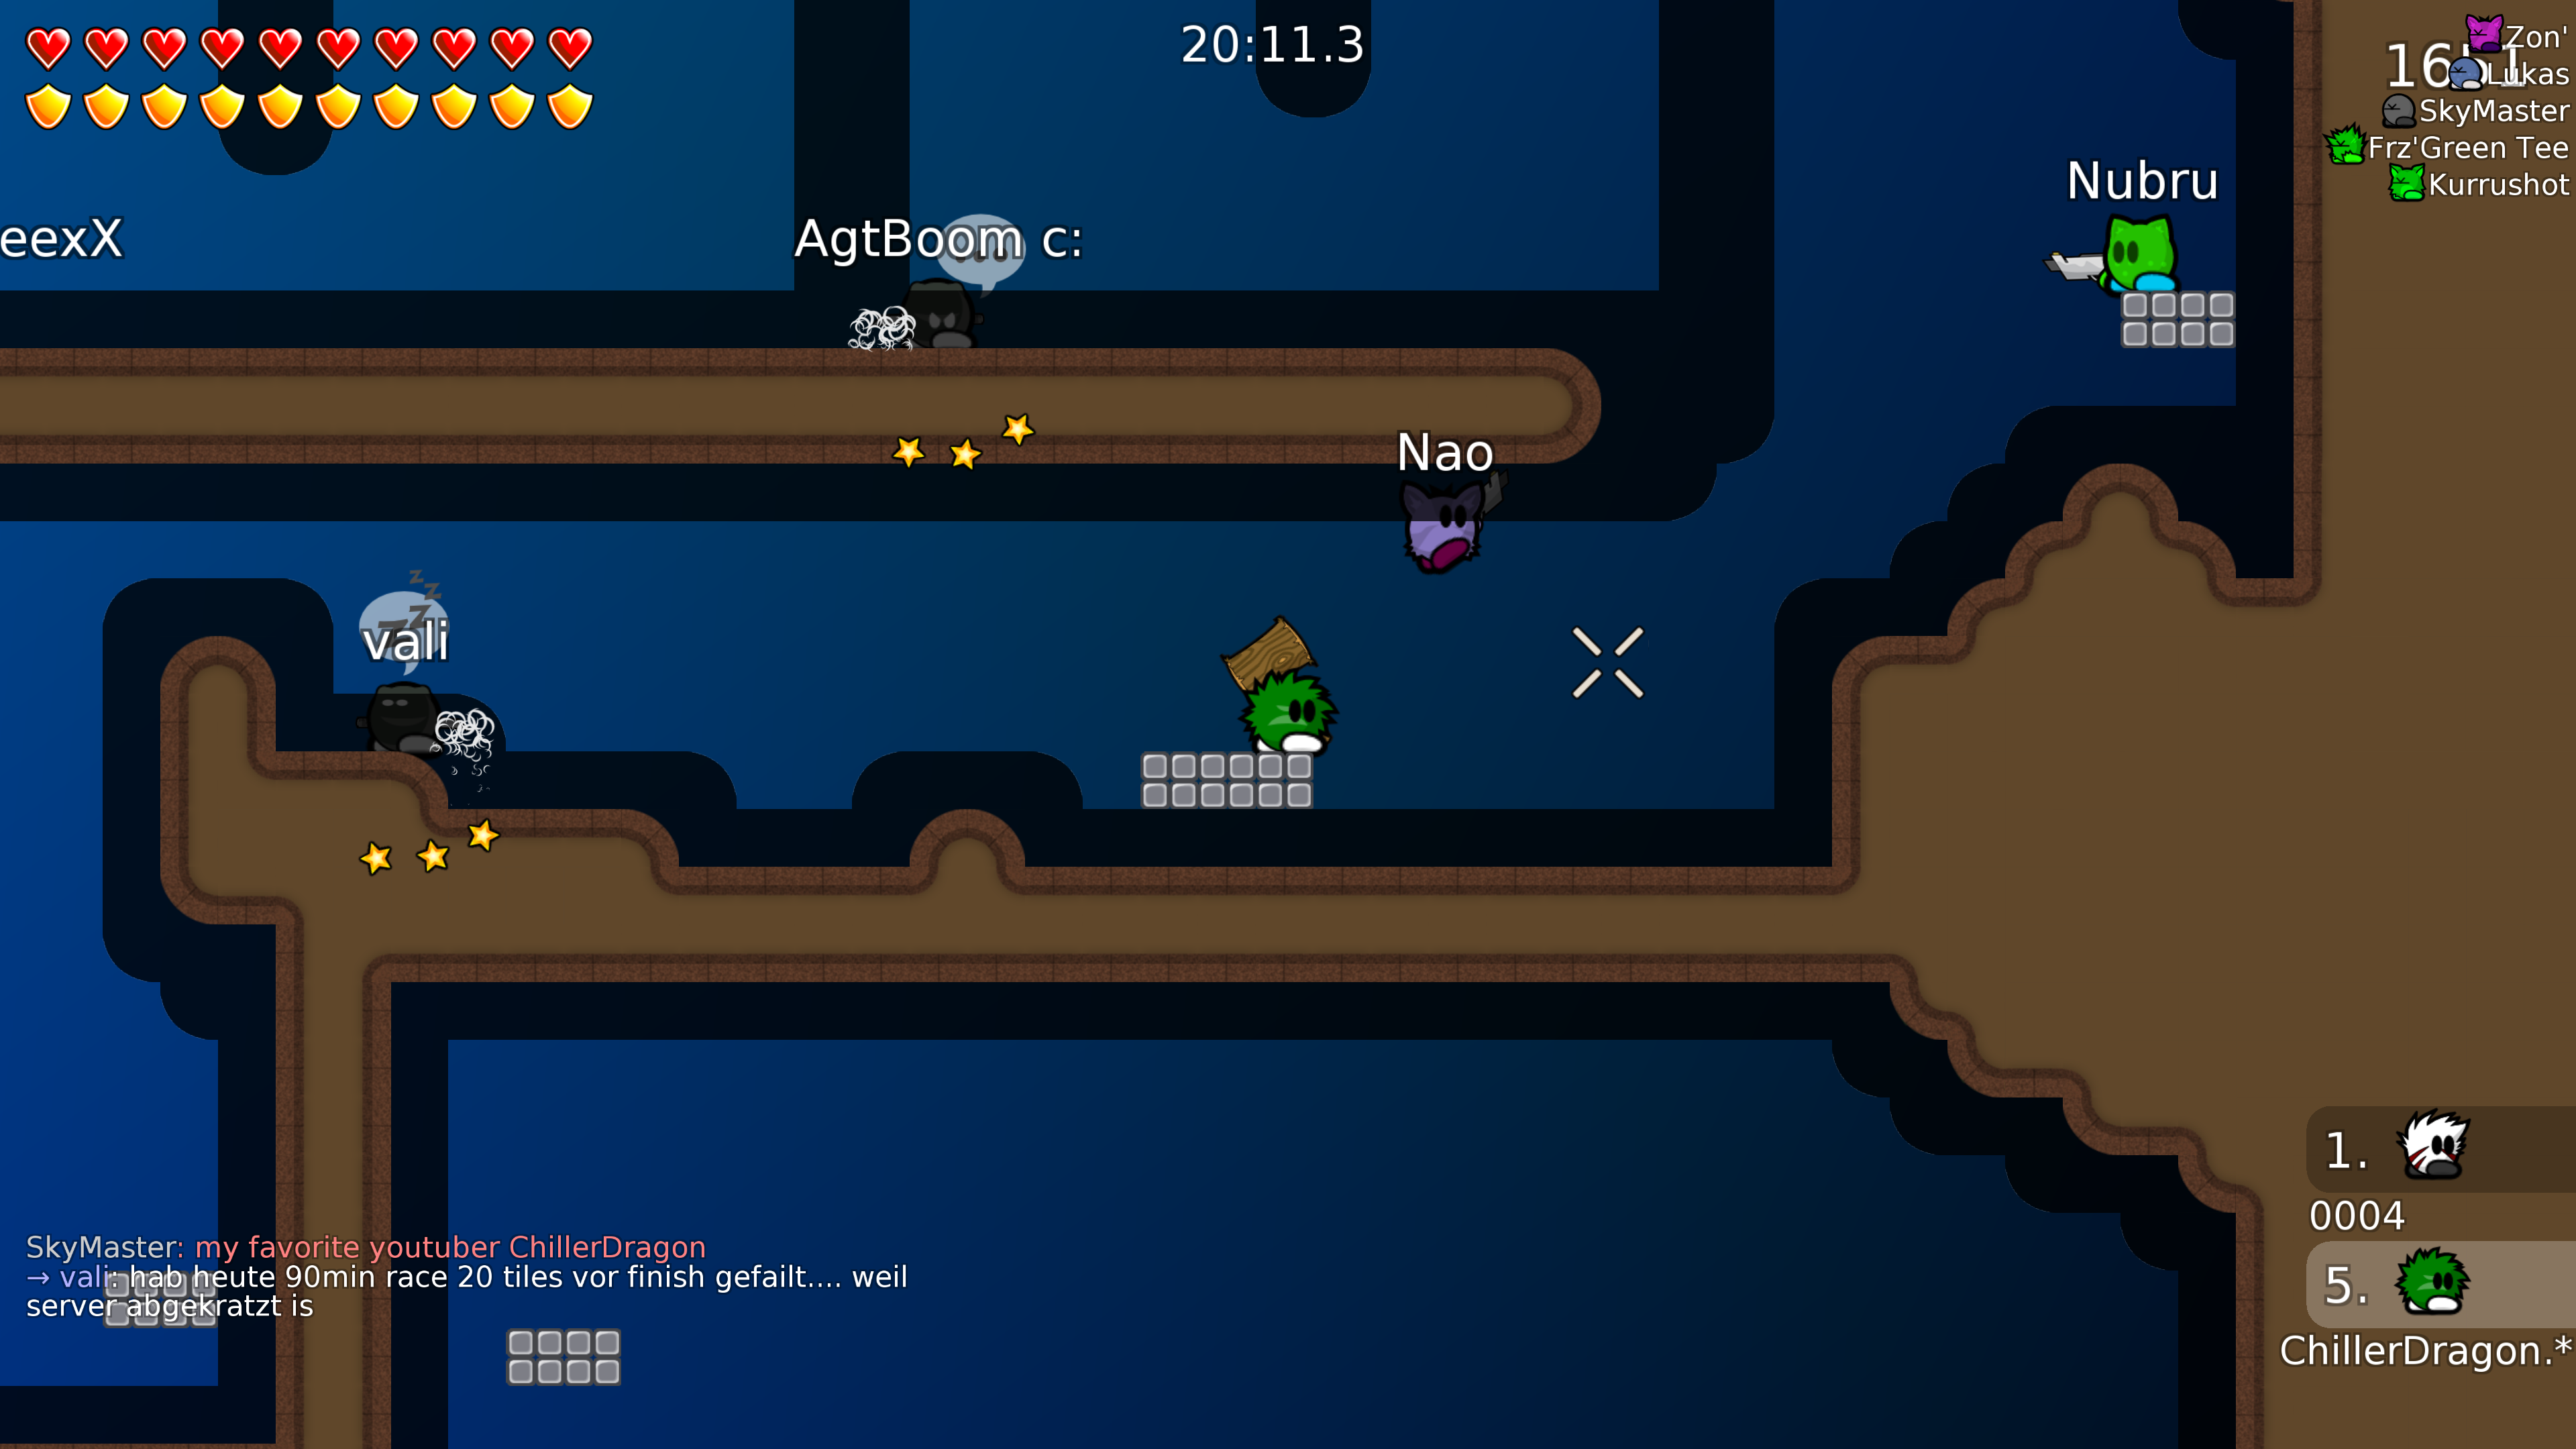 20:11.3
Zon'
Lukas
SkyMaster
Frz'Green Tee
Kurrushot
Nubru
eexX
AgtBoom c:
Nao
vali
1.
0004
5.
ChillerDragon.*
SkyMaster: my favorite youtuber ChillerDragon
→ vali: hab heute 90min race 20 tiles vor finish gefailt.... weil
server abgekratzt is